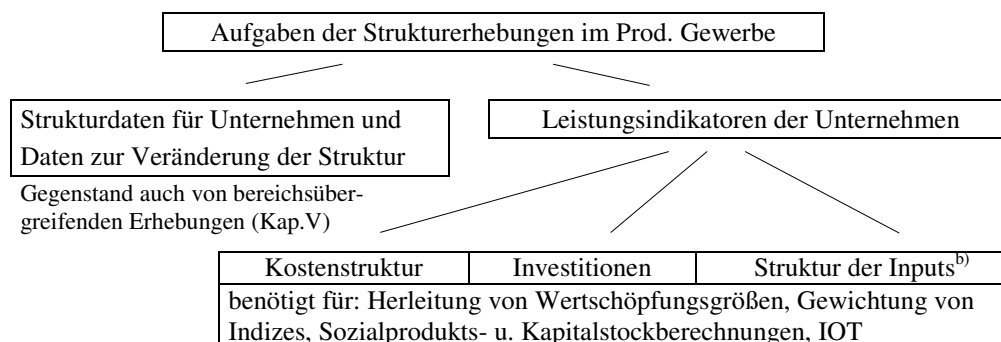 Aufgaben der Strukturerhebungen im Prod. Gewerbe
Strukturdaten für Unternehmen und
Daten zur Veränderung der Struktur
Leistungsindikatoren der Unternehmen
Gegenstand auch von bereichsüber-
greifenden Erhebungen (Kap.V)
Kostenstruktur Investitionen Struktur der Inputs b)
benötigt für: Herleitung von Wertschöpfungsgrößen, Gewichtung von
Indizes, Sozialprodukts- u. Kapitalstockberechnungen, IOT